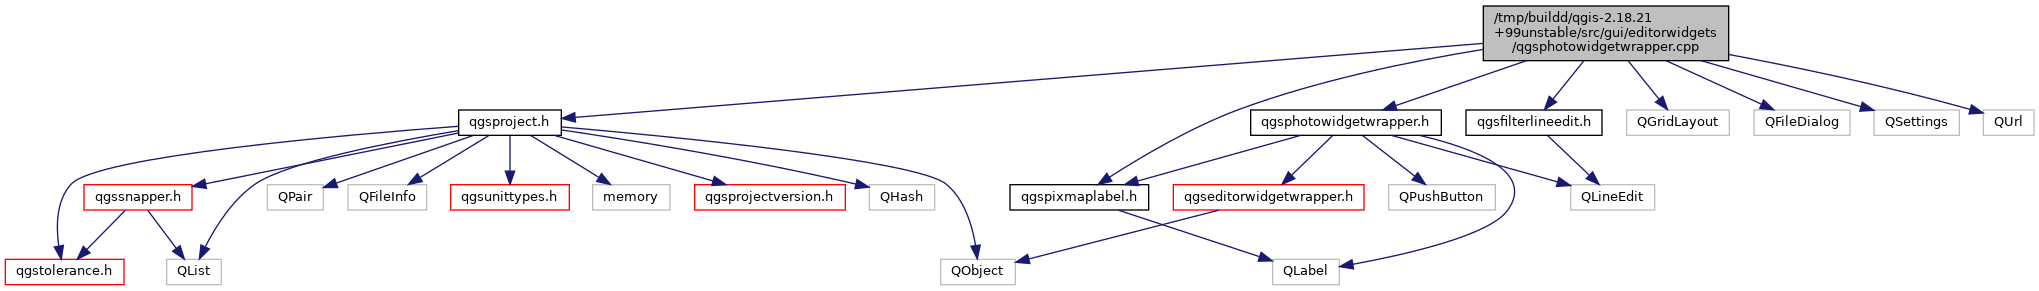 /tmp/buildd/qgis-2.18.21
+99unstable/src/gui/editorwidgets
/qgsphotowidgetwrapper.cpp
qgsproject.h
qgsphotowidgetwrapper.h
qgsfilterlineedit.h
QGridLayout
QFileDialog
QSettings
QUrl
qgssnapper.h
QPair
QFileInfo
qgsunittypes.h
memory
qgsprojectversion.h
QHash
qgspixmaplabel.h
qgseditorwidgetwrapper.h
QPushButton
QLineEdit
qgstolerance.h
QList
QObject
QLabel